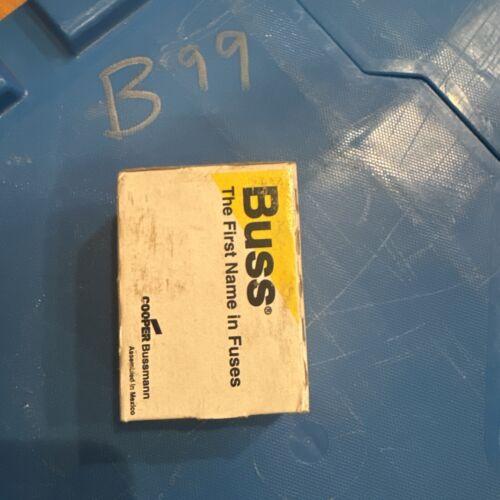 B99
Buss®
The First Name in Fuses
COOPER Bussmann
Assembled in Mexico